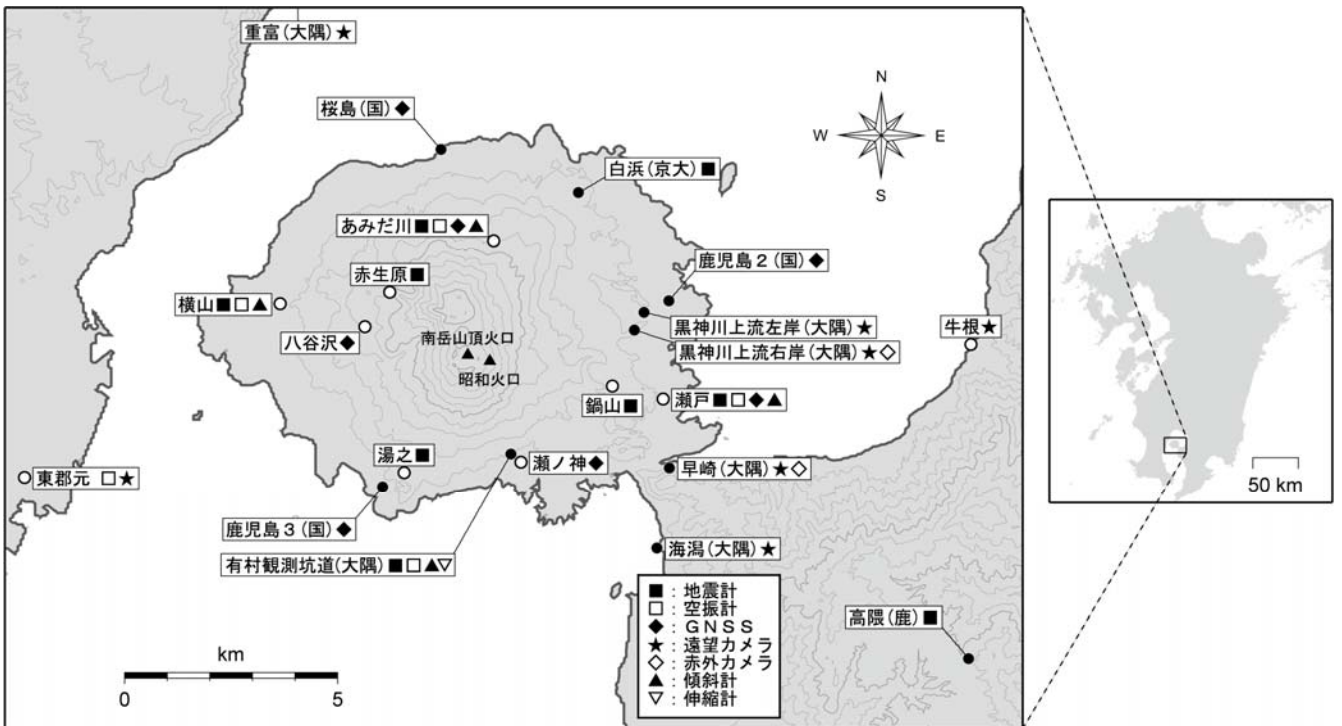 重富(大隅)★
桜島(国)◆
N
W
E
S
白浜(京大)■
あみだ川■□◆▲
鹿児島2(国)◆
赤生原■
横山■□▲
黒神川上流左岸(大隅)★
牛根★
八谷沢◆
南岳山頂火口
黒神川上流右岸(大隅)★◇
昭和火口
鍋山■
瀬戸■□◆▲
湯之■
瀬ノ神◆
早崎(大隅)★◇
東郡元 □★
50 km
鹿児島3(国)◆
海潟(大隅)★
有村観測坑道(大隅)■□▲▽
■ : 地震計
□ : 空振計
◆ : GNSS
★ : 遠望カメラ
◇ : 赤外カメラ
▲ : 傾斜計
▽ : 伸縮計
高隈(鹿)■
km
0 5